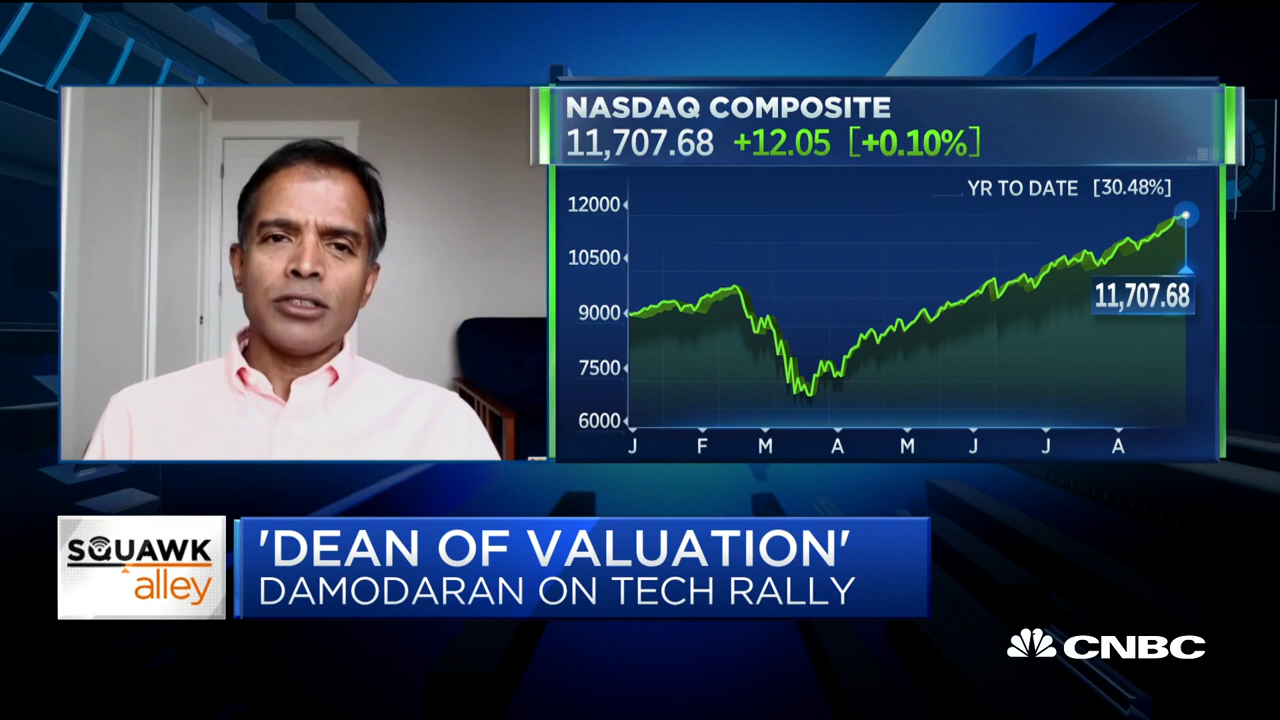 NASDAQ COMPOSITE
11,707.68 +12.05 [+0.10%]
YR TO DATE [30.48%]
12000
10500
9000
7500
6000
11,707.68
J F M A M J J A
SQUAWK
alley
'DEAN OF VALUATION'
DAMODARAN ON TECH RALLY
CNBC